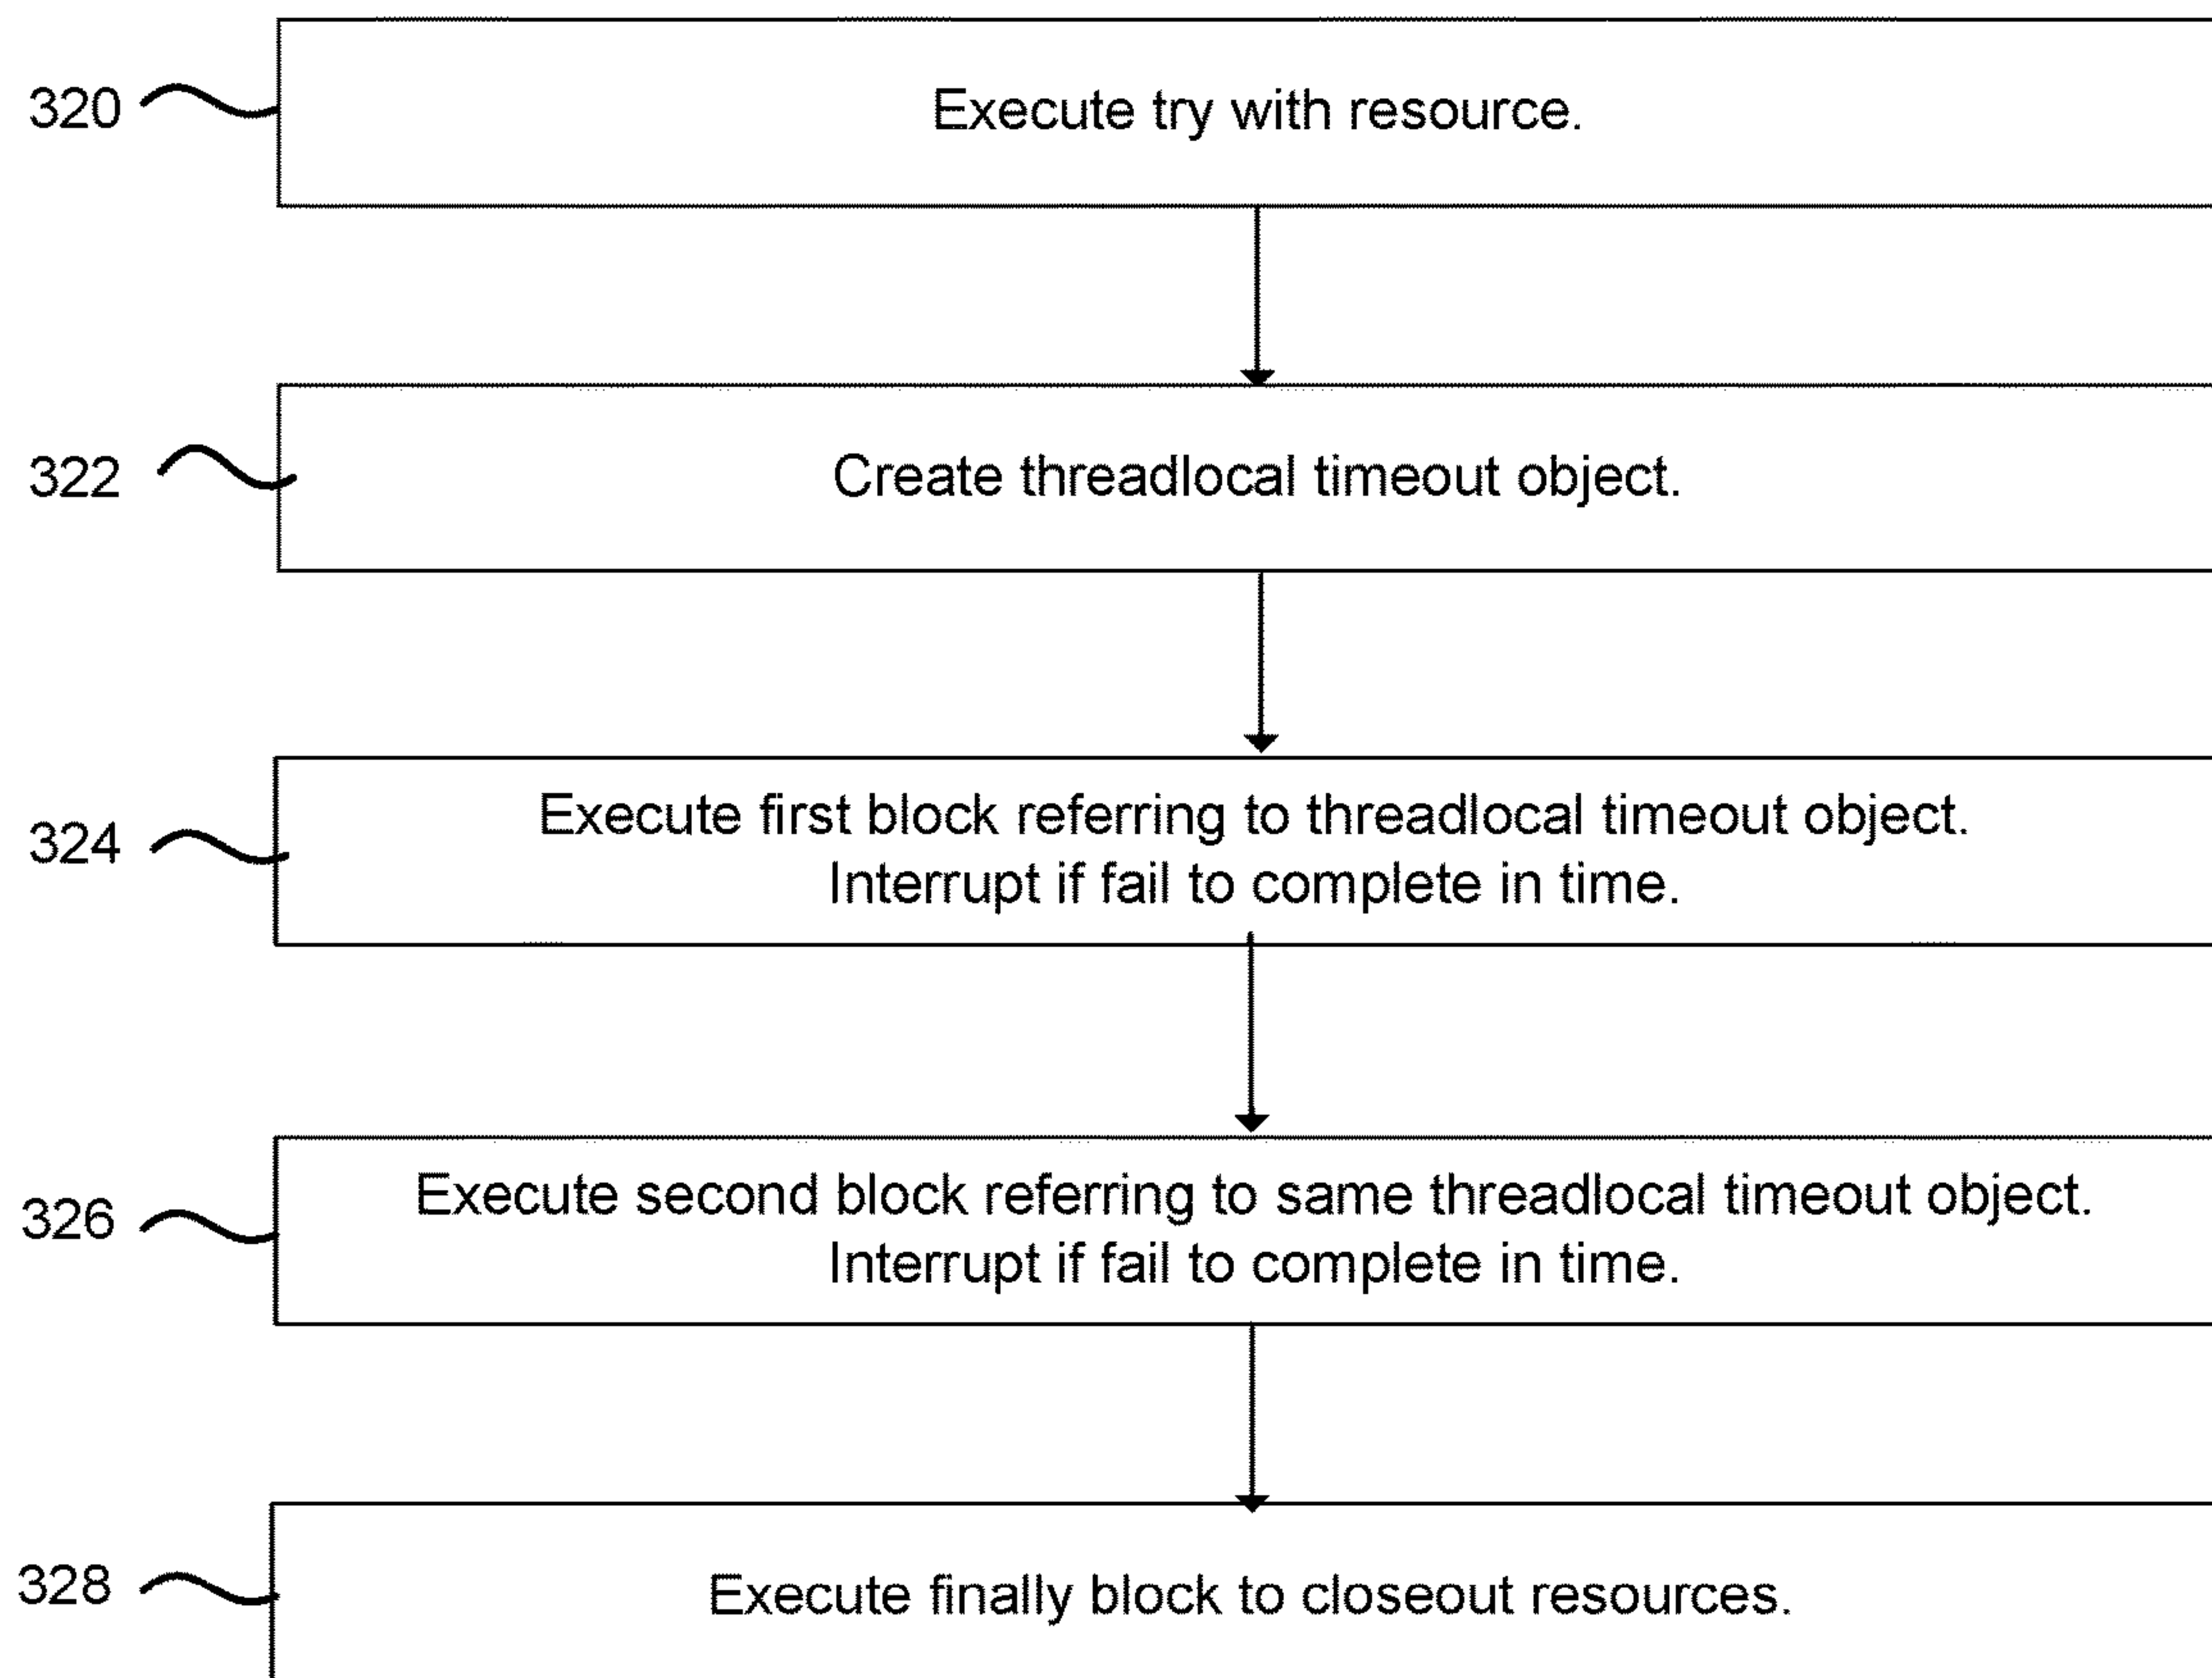 320
Execute try with resource.
322
Create threadlocal timeout object.
324
Execute first block referring to threadlocal timeout object.
Interrupt if fail to complete in time.
326
Execute second block referring to same threadlocal timeout object.
Interrupt if fail to complete in time.
328
Execute finally block to closeout resources.